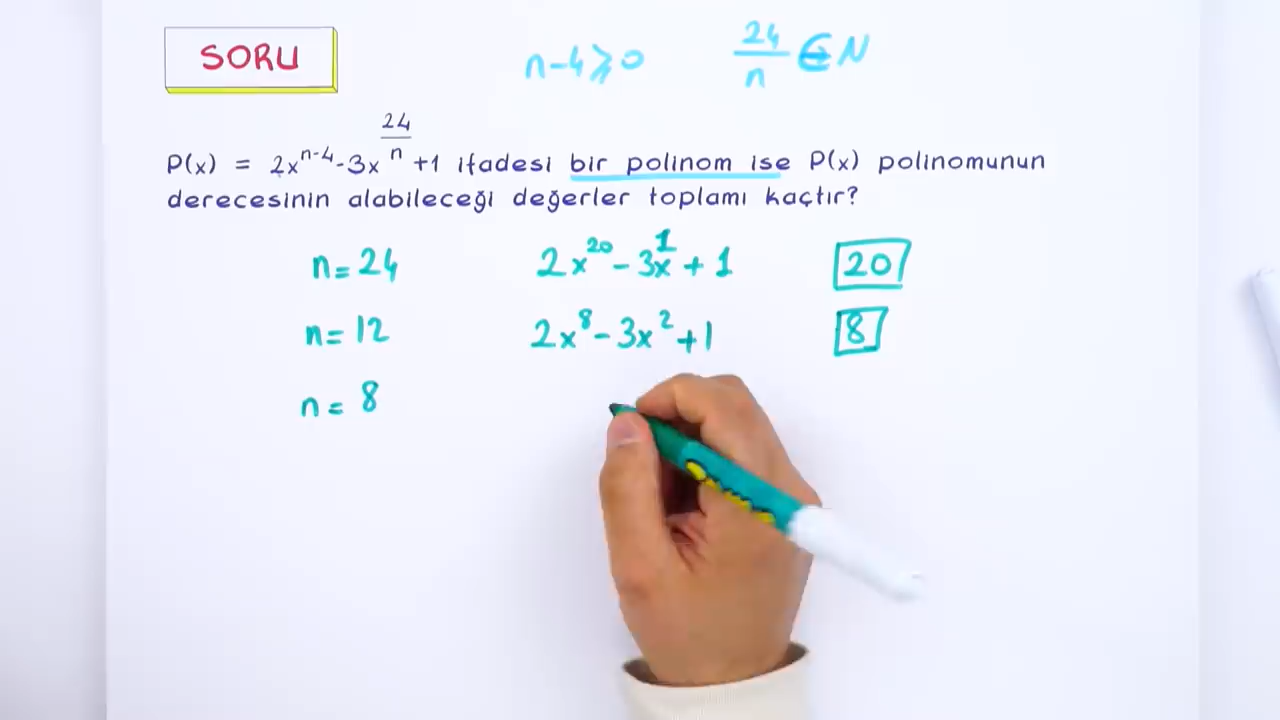 SORU
n-4⩾0 24/n ∈ N
P(x) = 2x^(n-4) - 3x^(24/n) + 1 ifadesi bir polinom ise P(x) polinomunun
derecesinin alabileceği değerler toplamı kaçtır?
n = 24 2x^20 - 3x^1 + 1 20
n = 12 2x^8 - 3x^2 + 1 8
n = 8